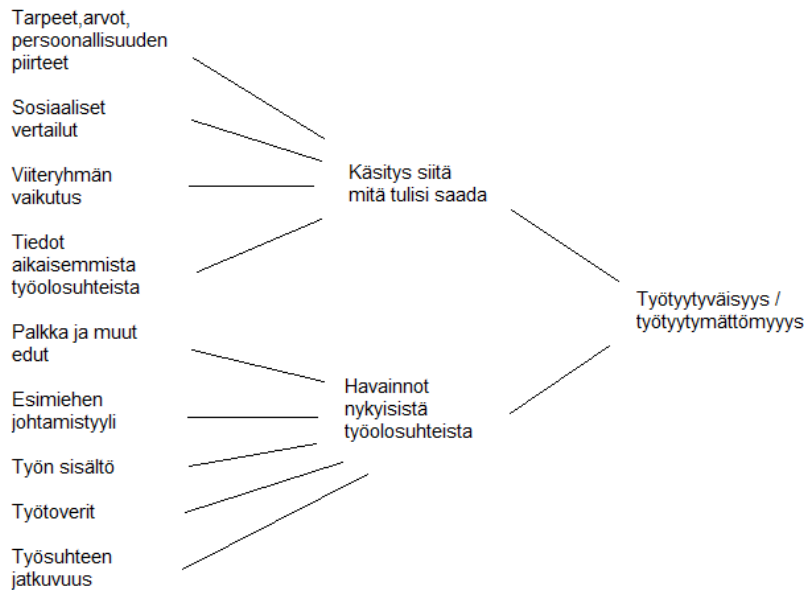 Tarpeet,arvot,
persoonallisuuden
piirteet
Sosiaaliset
vertailut
Viiteryhmän
vaikutus
Tiedot
aikaisemmista
työolosuhteista
Palkka ja muut
edut
Esimiehen
johtamistyyli
Työn sisältö
Työtoverit
Työsuhteen
jatkuvuus
Käsitys siitä
mitä tulisi saada
Havainnot
nykyisistä
työolosuhteista
Työtyytyväisyys /
työtyytymättömyyys